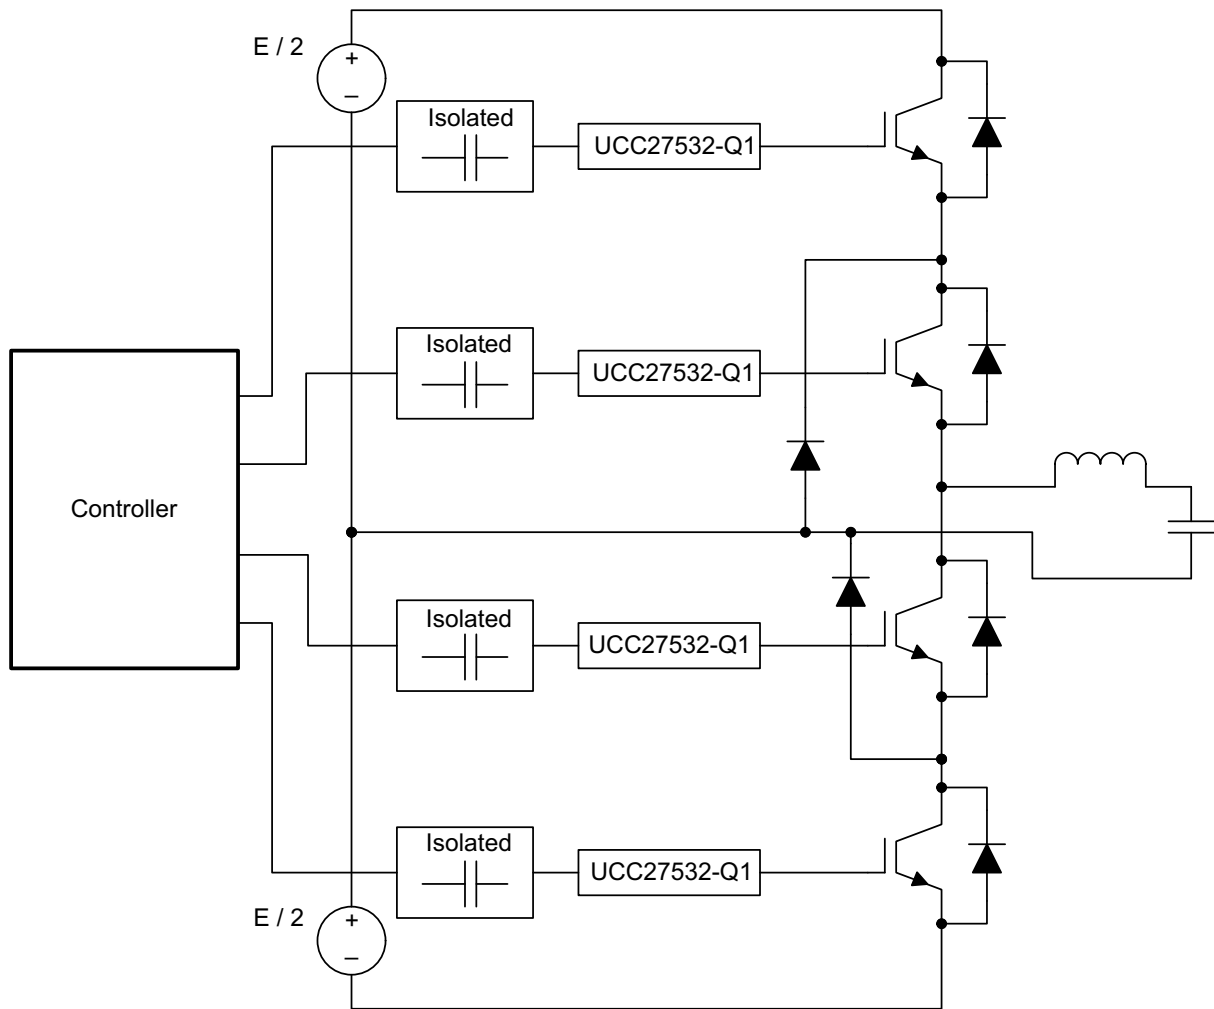 E / 2
+
−
Isolated
UCC27532-Q1
Isolated
UCC27532-Q1
Controller
Isolated
UCC27532-Q1
Isolated
UCC27532-Q1
E / 2
+
−